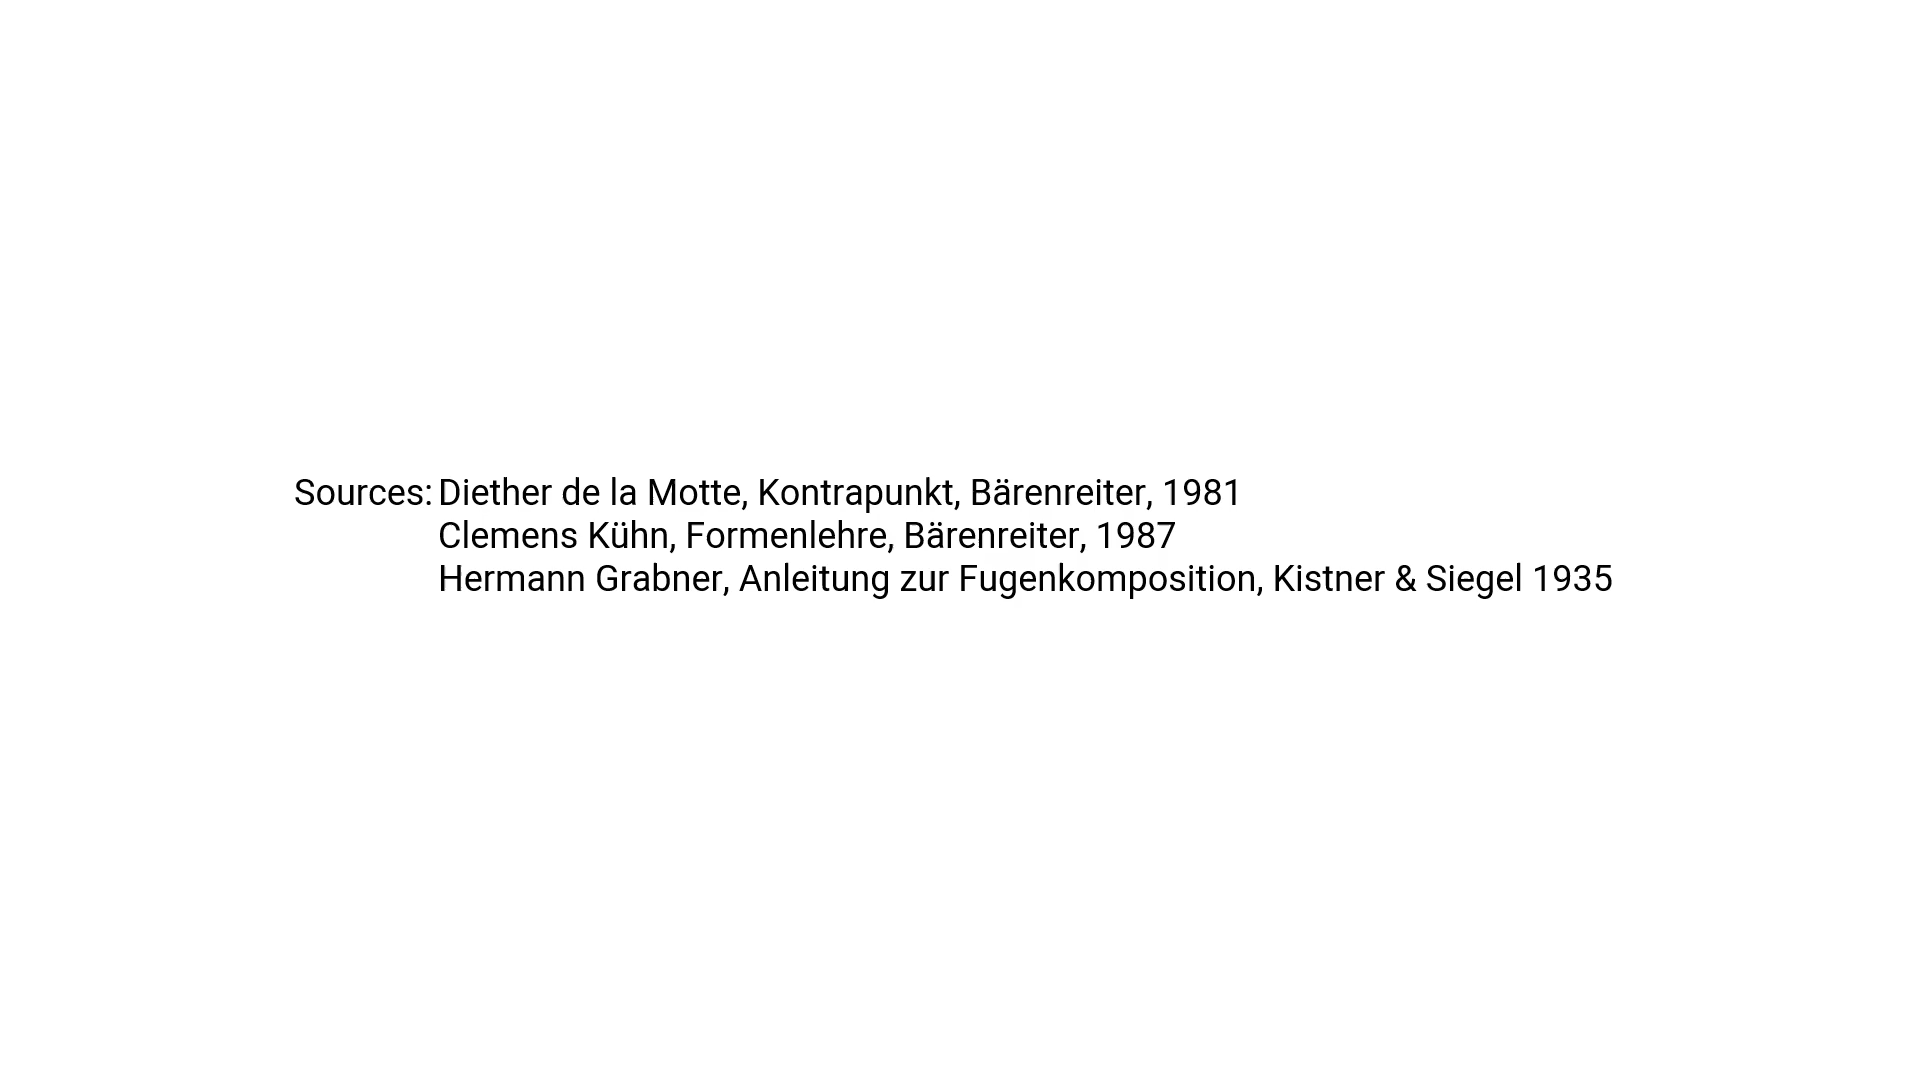 Sources: Diether de la Motte, Kontrapunkt, Bärenreiter, 1981
Clemens Kühn, Formenlehre, Bärenreiter, 1987
Hermann Grabner, Anleitung zur Fugenkomposition, Kistner & Siegel 1935